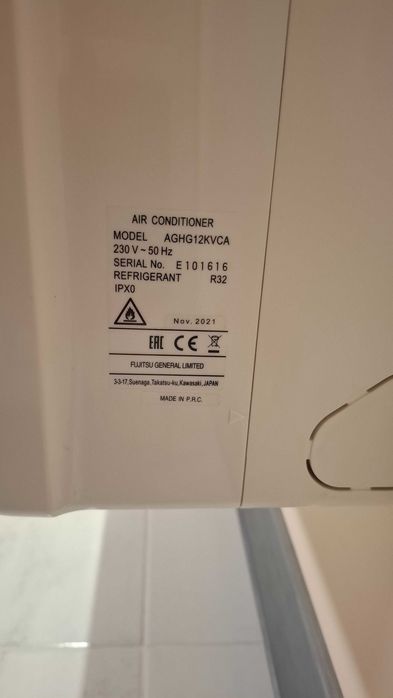 AIR CONDITIONER
MODEL AGHG12KVCA
230 V ~ 50 Hz
SERIAL No. E101616
REFRIGERANT R32
IPX0
Nov. 2021
EAC CE
FUJITSU GENERAL LIMITED
3-3-17, Suenaga, Takatsu-ku, Kawasaki, JAPAN
MADE IN P.R.C.